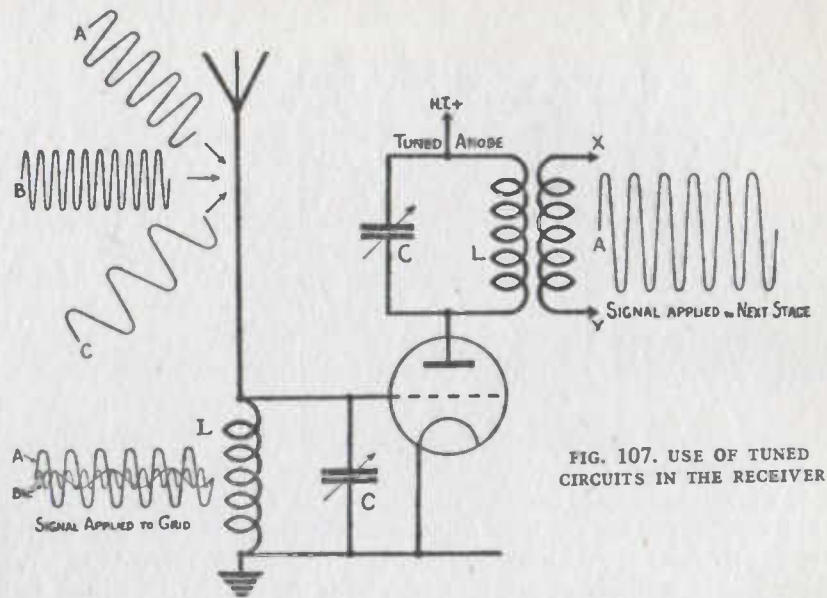 A
B
C
H.T.+
TUNED ANODE
C
L
X
A
Y
SIGNAL APPLIED TO NEXT STAGE
L
C
A
B
SIGNAL APPLIED TO GRID
FIG. 107. USE OF TUNED
CIRCUITS IN THE RECEIVER